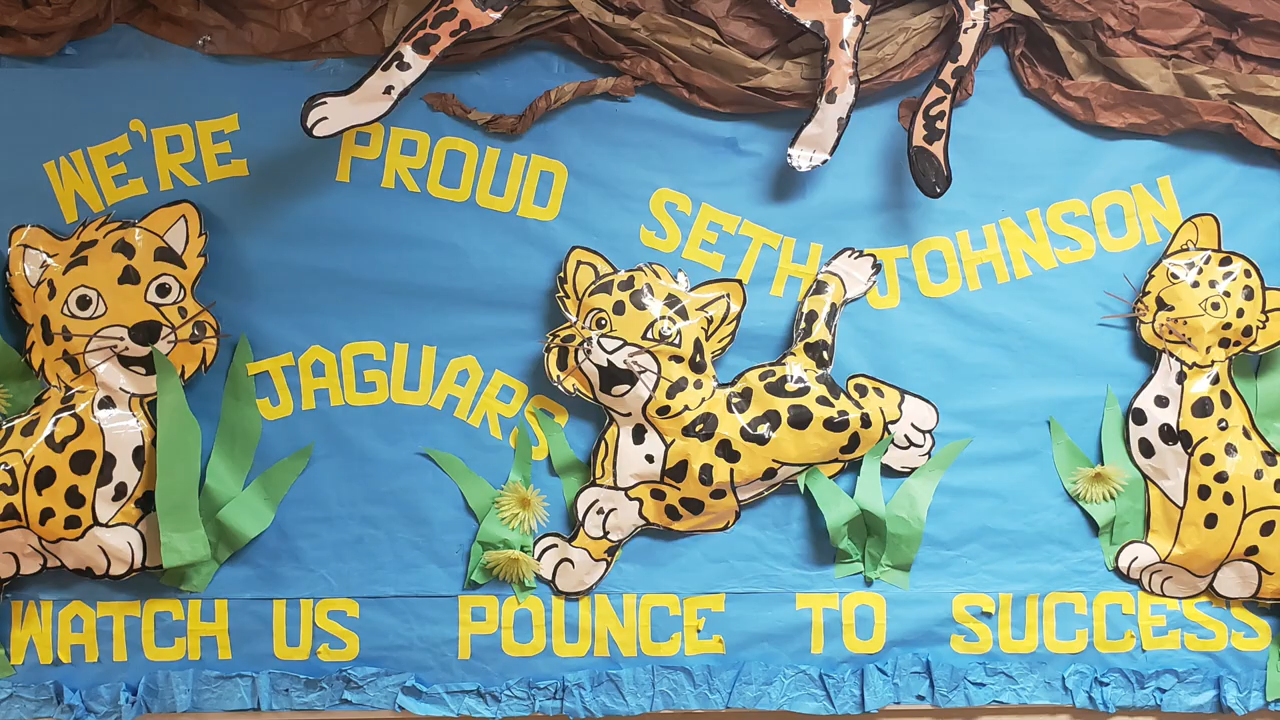 WE'RE PROUD
SETH JOHNSON
JAGUARS
WATCH US POUNCE TO SUCCESS